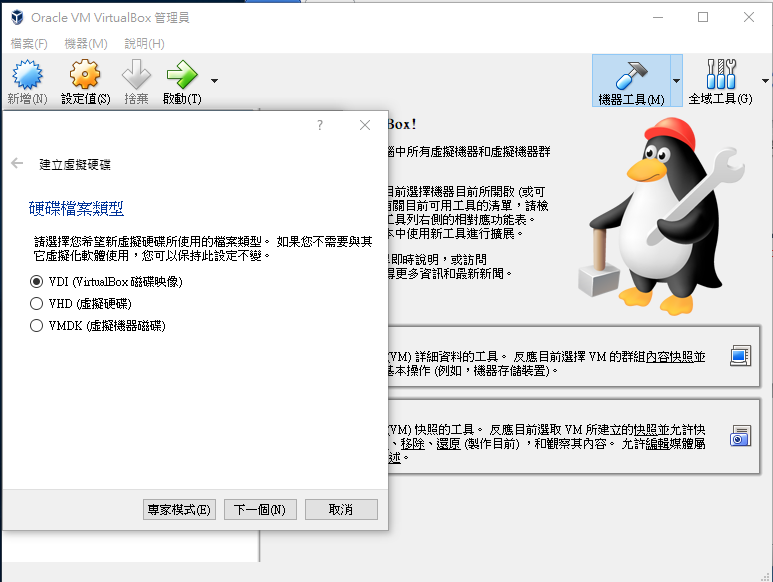 Oracle VM VirtualBox 管理員
檔案(F) 機器(M) 說明(H)
新增(N) 設定值(S) 捨棄 啟動(T) 機器工具(M) 全域工具(G)
?
建立虛擬硬碟
硬碟檔案類型
請選擇您希望新虛擬硬碟所使用的檔案類型。 如果您不需要與其
它虛擬化軟體使用，您可以保持此設定不變。
VDI (VirtualBox 磁碟映像)
VHD (虛擬硬碟)
VMDK (虛擬機器磁碟)
專家模式(E) 下一個(N) 取消
Box!
腦中所有虛擬機器和虛擬機器群
目前選擇機器目前所開啟 (或可
有關目前可用工具的清單，請檢
工具列右側的相對應功能表。
本中使用新工具進行擴展。
即時說明，或訪問
得更多資訊和最新新聞。
(VM) 詳細資料的工具。 反應目前選擇 VM 的群組內容快照並
基本操作 (例如，機器存儲裝置)。
(VM) 快照的工具。 反應目前選取 VM 所建立的快照並允許快
、移除、還原 (製作目前) ，和觀察其內容。 允許編輯媒體屬
述。